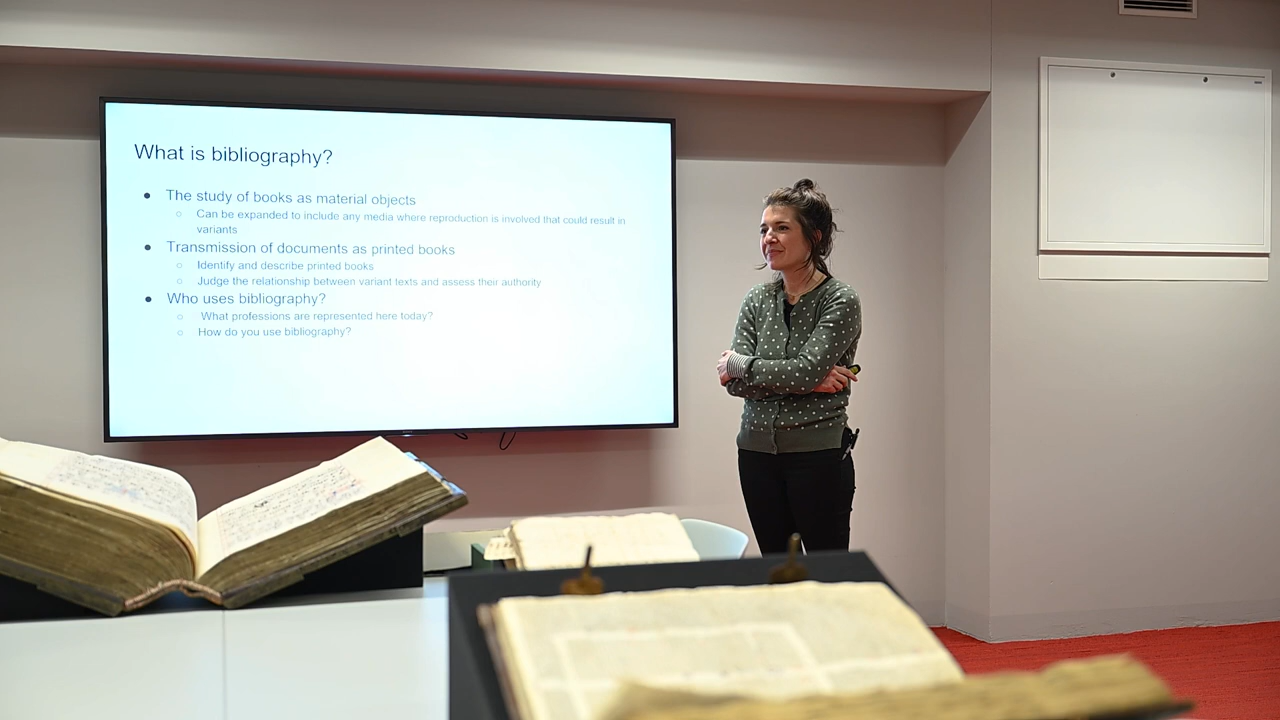 What is bibliography?
● The study of books as material objects
○ Can be expanded to include any media where reproduction is involved that could result in
variants
● Transmission of documents as printed books
○ Identify and describe printed books
○ Judge the relationship between variant texts and assess their authority
● Who uses bibliography?
○ What professions are represented here today?
○ How do you use bibliography?